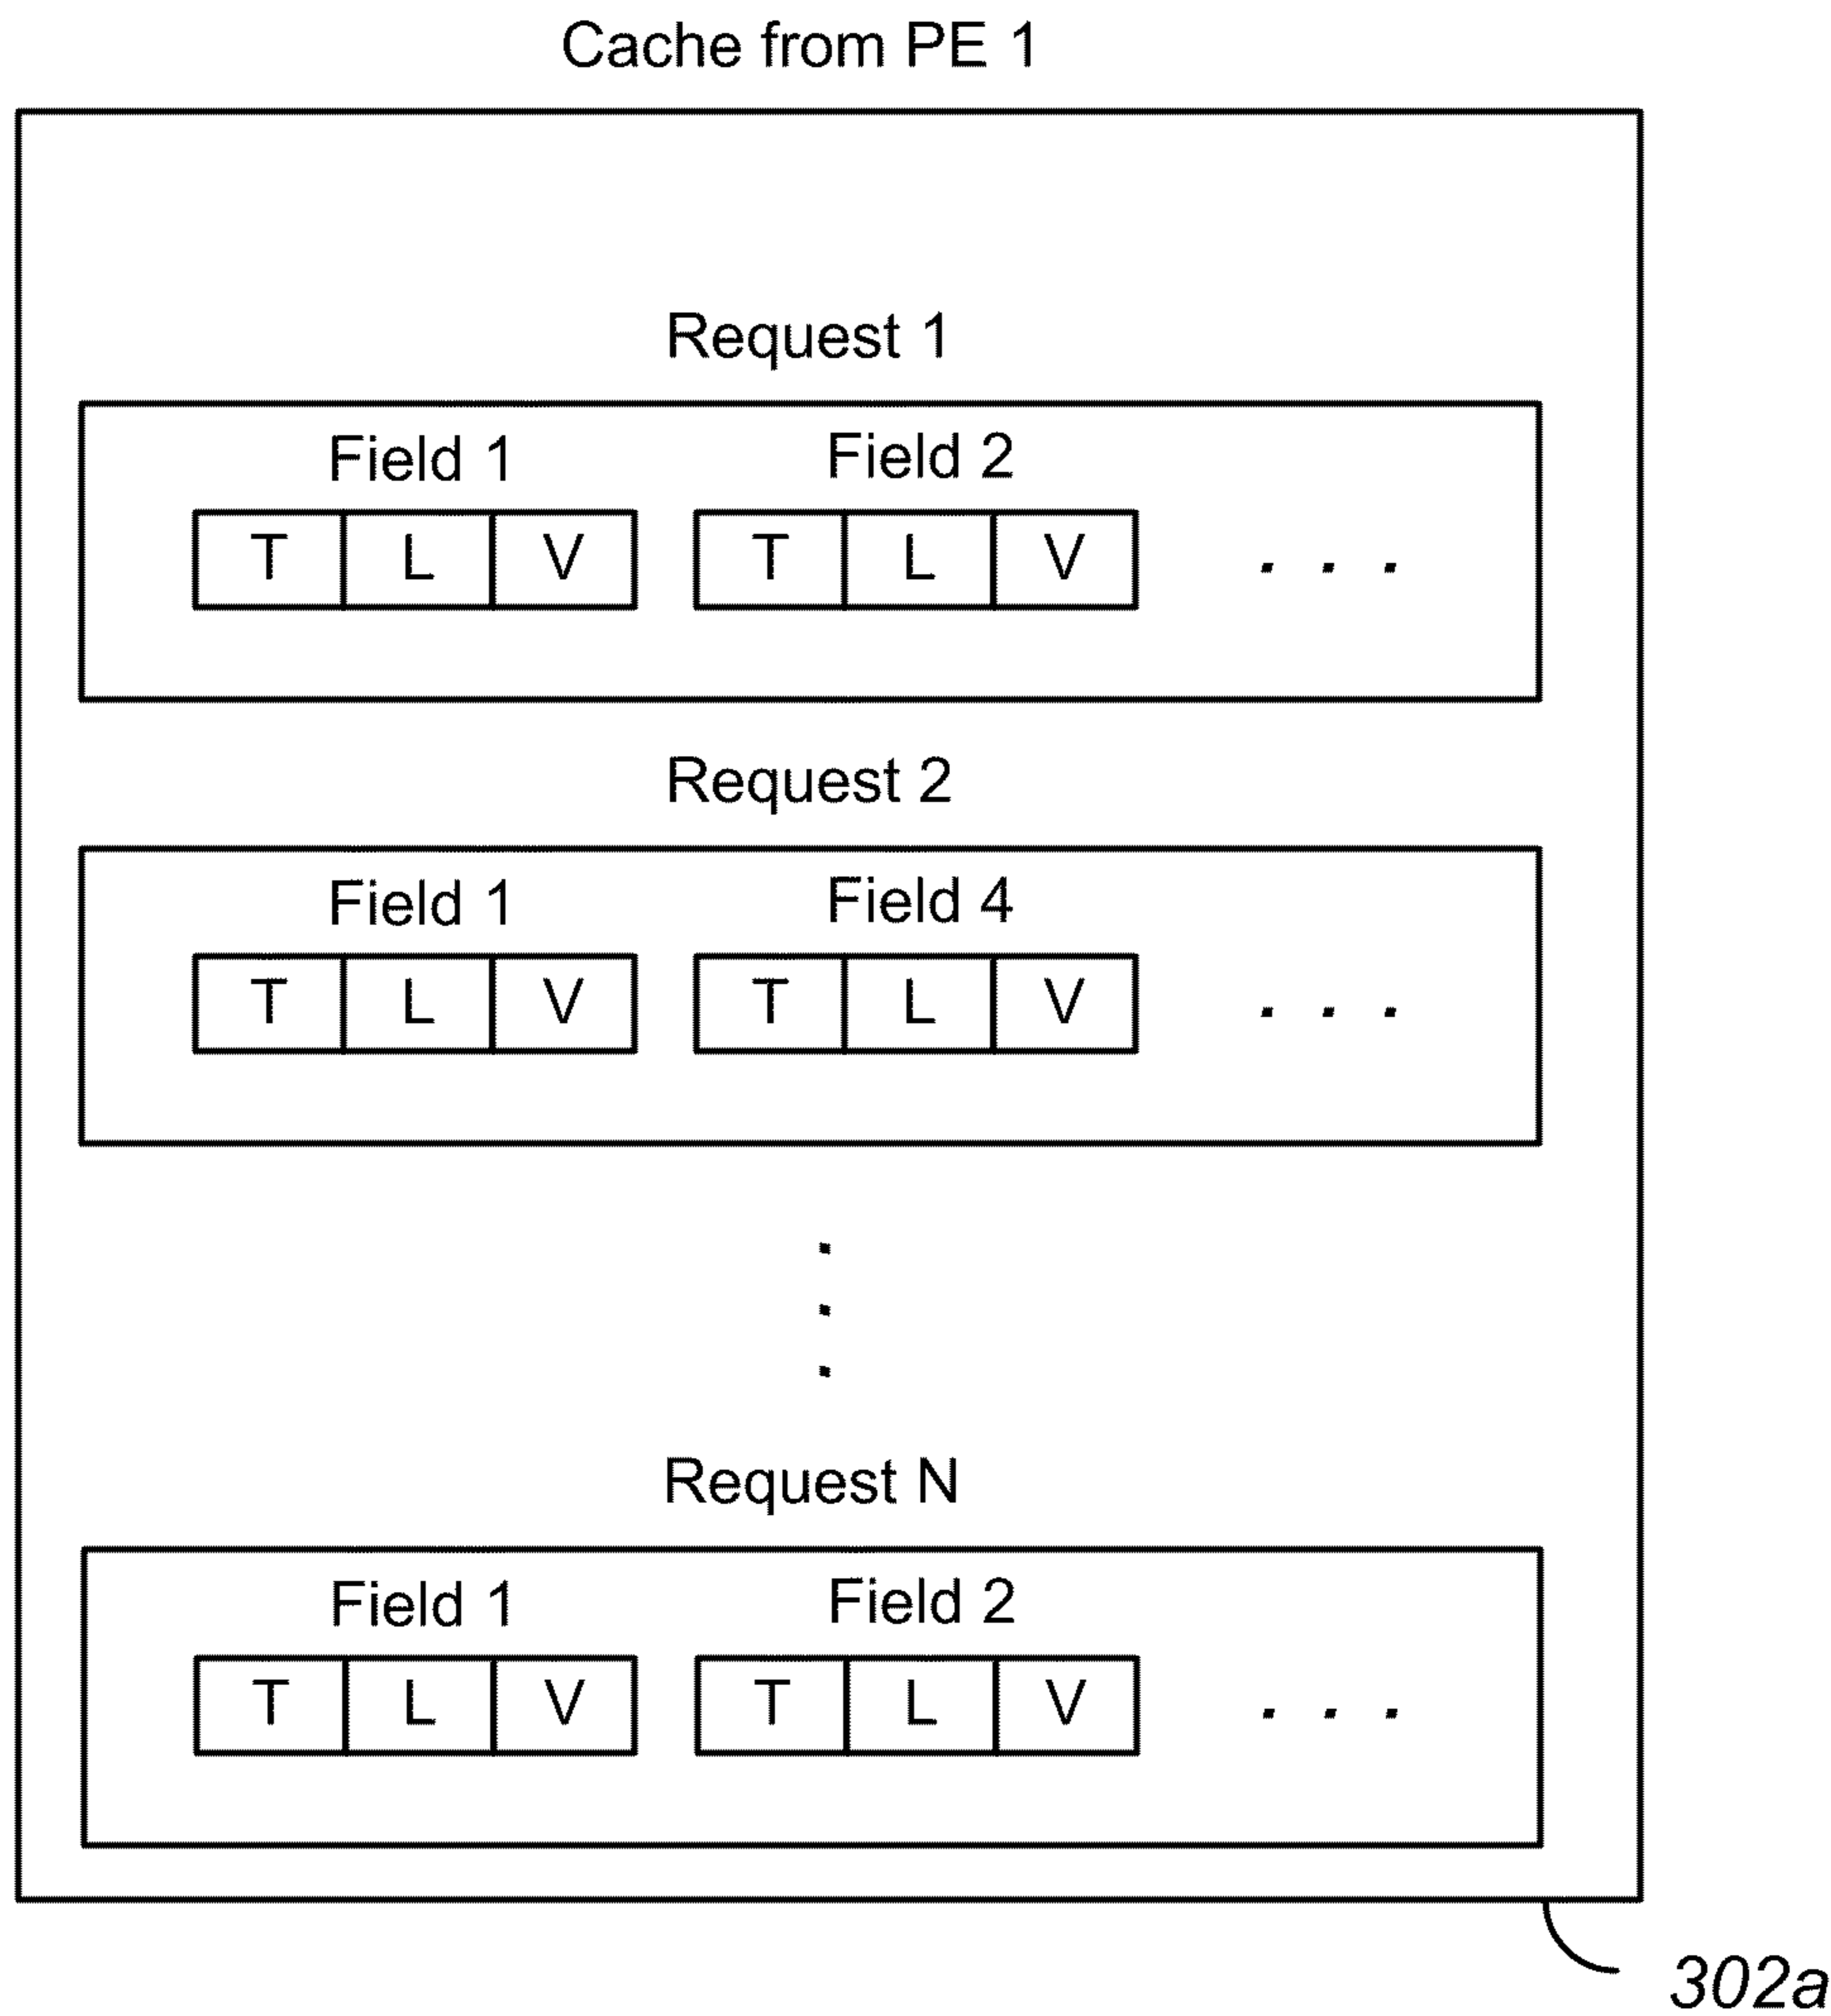 Cache from PE 1
Request 1
Field 1 Field 2
T L V T L V . . .
Request 2
Field 1 Field 4
T L V T L V . . .
.
.
.
Request N
Field 1 Field 2
T L V T L V . . .
302a